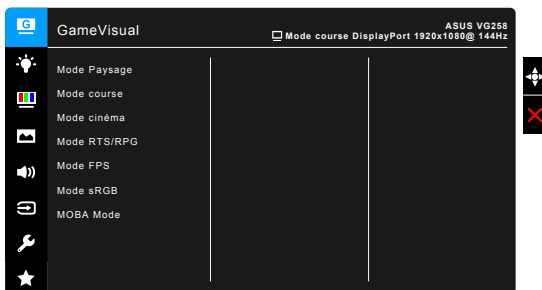 G
GameVisual
ASUS VG258
Mode course DisplayPort 1920x1080@ 144Hz
Mode Paysage
Mode course
Mode cinéma
Mode RTS/RPG
Mode FPS
Mode sRGB
MOBA Mode